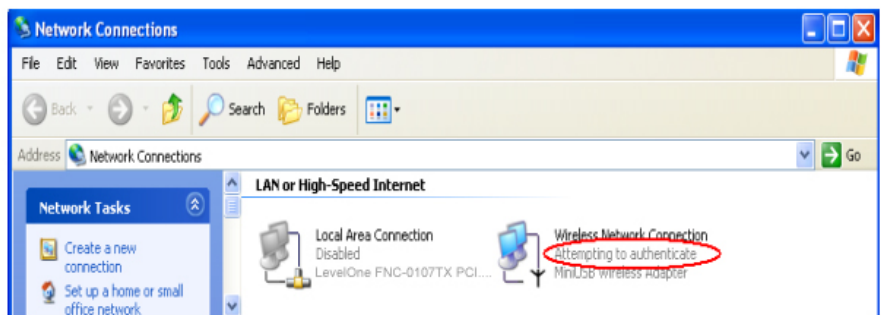 Network Connections
File Edit View Favorites Tools Advanced Help
Back Search Folders
Address Network Connections Go
Network Tasks
Create a new
connection
Set up a home or small
office network
LAN or High-Speed Internet
Local Area Connection
Disabled
LevelOne FNC-0107TX PCI....
Wireless Network Connection
Attempting to authenticate
MiniUSB Wireless Adapter